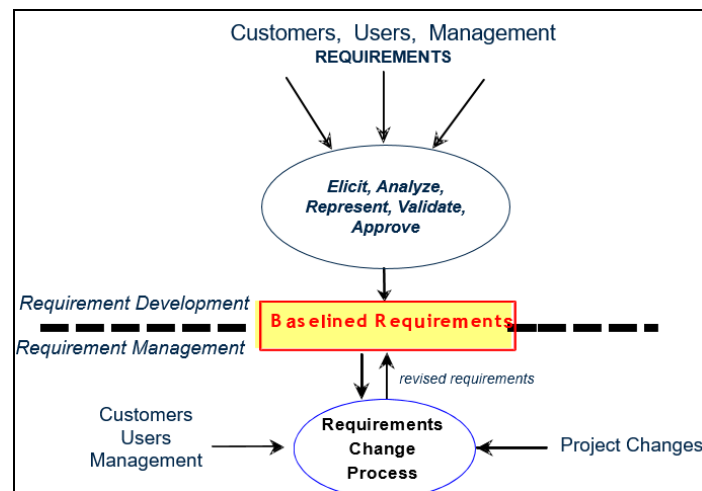 Customers, Users, Management
REQUIREMENTS
Elicit, Analyze,
Represent, Validate,
Approve
Requirement Development
Baselined Requirements
Requirement Management
revised requirements
Customers
Users
Management
Requirements
Change
Process
Project Changes